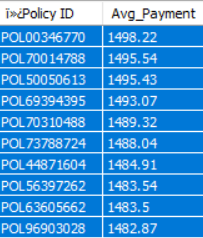 ï»¿Policy ID Avg_Payment
POL00346770 1498.22
POL70014788 1495.54
POL50050613 1495.43
POL69394395 1493.07
POL70310488 1489.32
POL73788724 1488.04
POL44871604 1484.91
POL56397262 1483.54
POL63605662 1483.5
POL96903028 1482.87